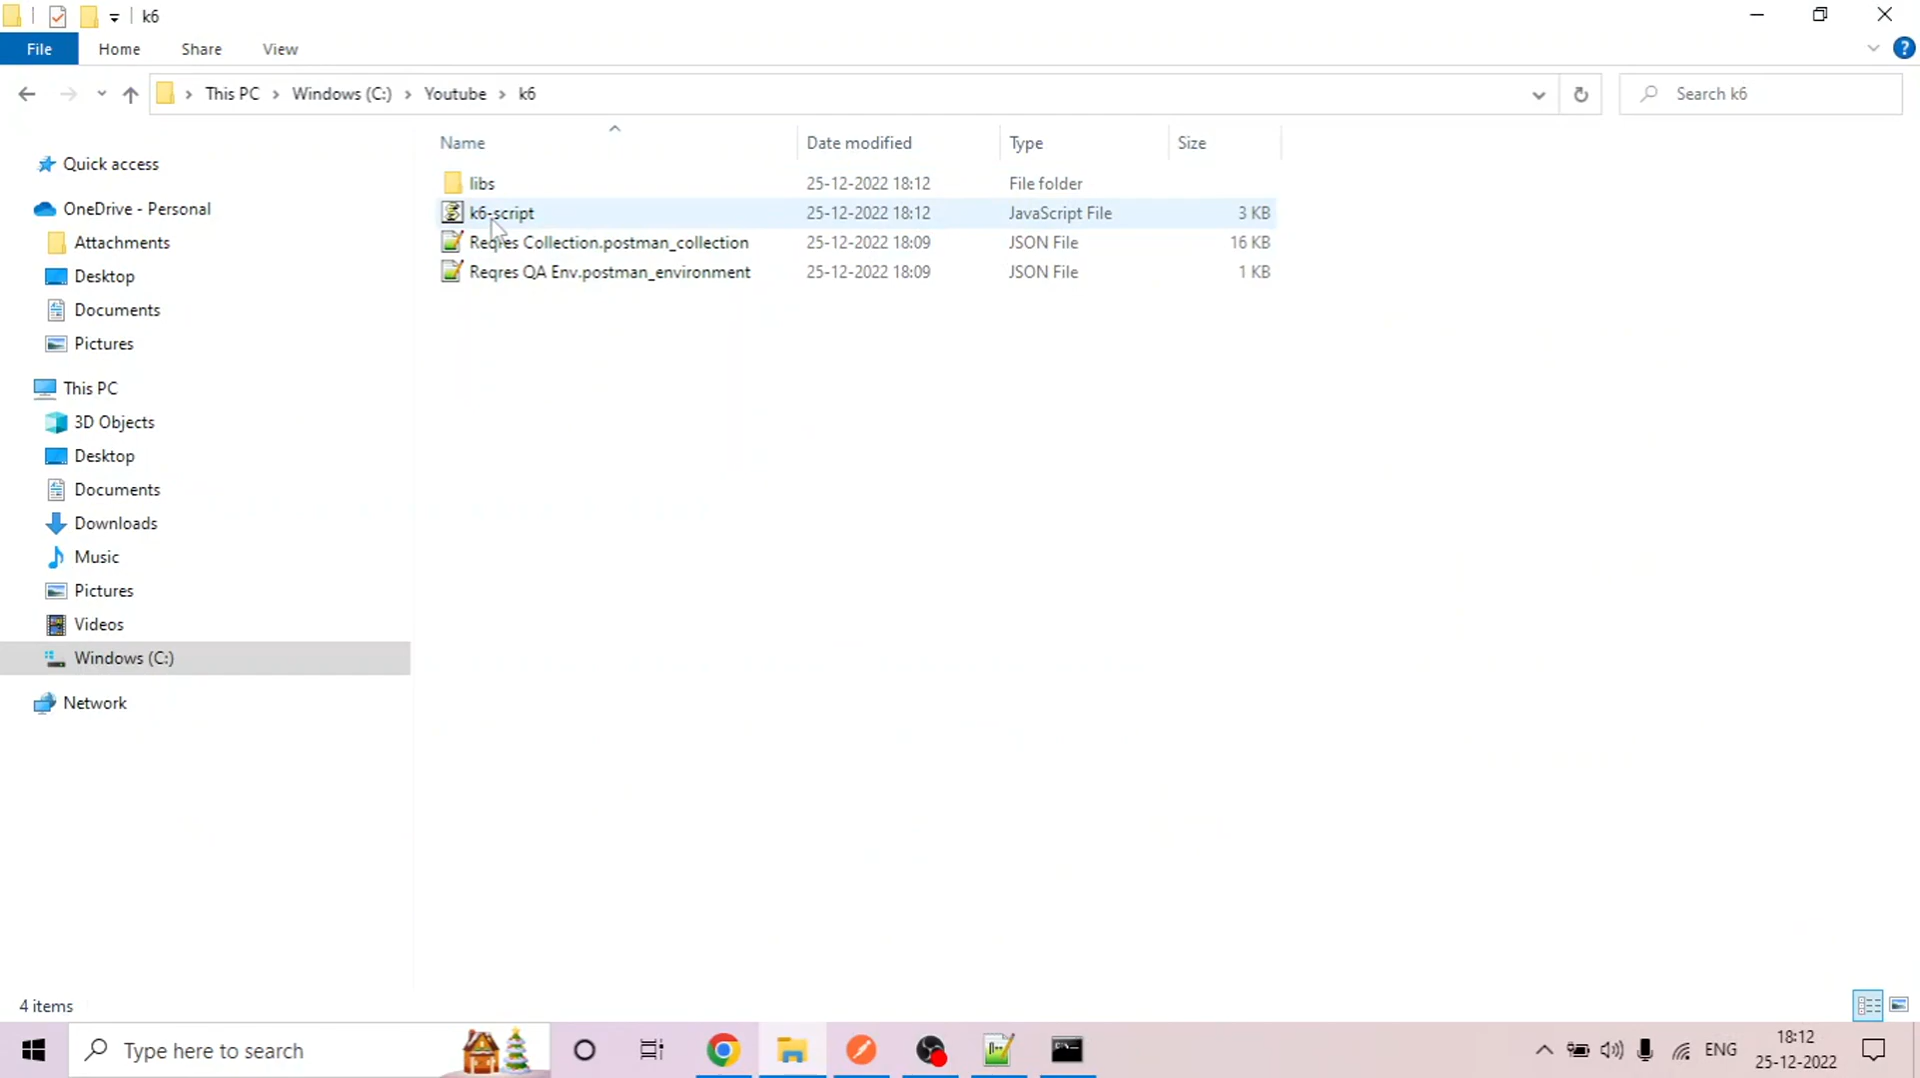 k6
File Home Share View
This PC Windows (C:) Youtube k6
Search k6
Name Date modified Type Size
libs 25-12-2022 18:12 File folder
k6-script 25-12-2022 18:12 JavaScript File 3 KB
Reqres Collection.postman_collection 25-12-2022 18:09 JSON File 16 KB
Reqres QA Env.postman_environment 25-12-2022 18:09 JSON File 1 KB
Quick access
OneDrive - Personal
Attachments
Desktop
Documents
Pictures
This PC
3D Objects
Desktop
Documents
Downloads
Music
Pictures
Videos
Windows (C:)
Network
4 items
Type here to search
ENG
18:12
25-12-2022